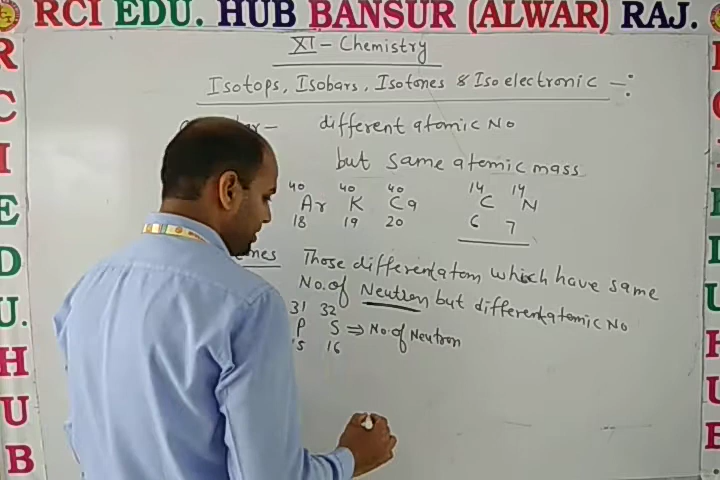 RCI EDU. HUB BANSUR (ALWAR) RAJ.
XI - Chemistry
Isotops, Isobars, Isotones & Isoelectronic -:
different atomic No
but same atomic mass
40 40 40 14 14
Ar K Ca C N
18 19 20 6 7
Those different atom which have same
No. of Neutron but different atomic No
31 32
P S ⇒ No. of Neutron
15 16
R C I E D U. H U B